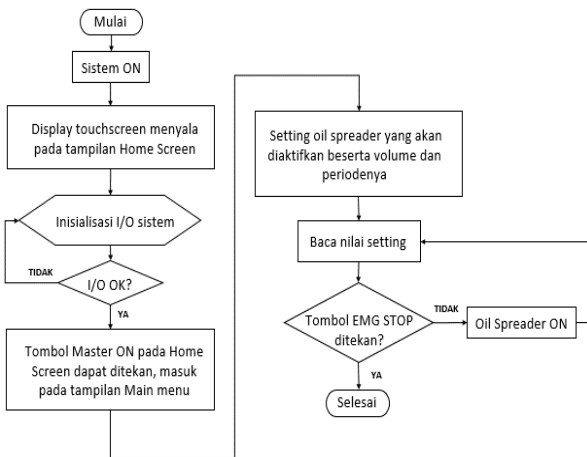 Mulai
Sistem ON
Display touchscreen menyala
pada tampilan Home Screen
Inisialisasi I/O sistem
TIDAK
I/O OK?
YA
Tombol Master ON pada Home
Screen dapat ditekan, masuk
pada tampilan Main menu
Setting oil spreader yang akan
diaktifkan beserta volume dan
periodenya
Baca nilai setting
Tombol EMG STOP
ditekan?
TIDAK
Oil Spreader ON
YA
Selesai